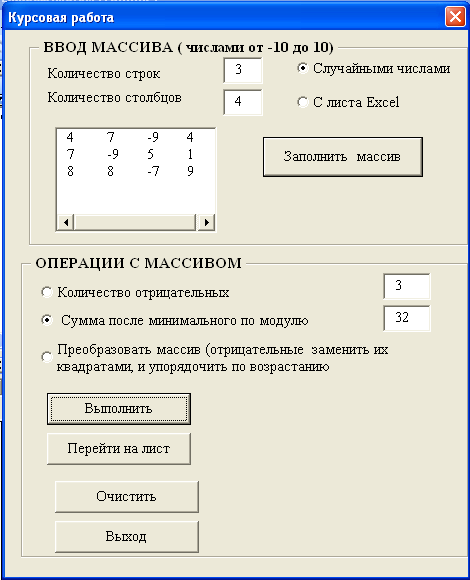 Курсовая работа
ВВОД МАССИВА ( числами от -10 до 10)
Количество строк 3
Случайными числами
Количество столбцов 4
С листа Excel
4 7 -9 4
7 -9 5 1
8 8 -7 9
Заполнить массив
ОПЕРАЦИИ С МАССИВОМ
Количество отрицательных 3
Сумма после минимального по модулю 32
Преобразовать массив (отрицательные заменить их
квадратами, и упорядочить по возрастанию
Выполнить
Перейти на лист
Очистить
Выход